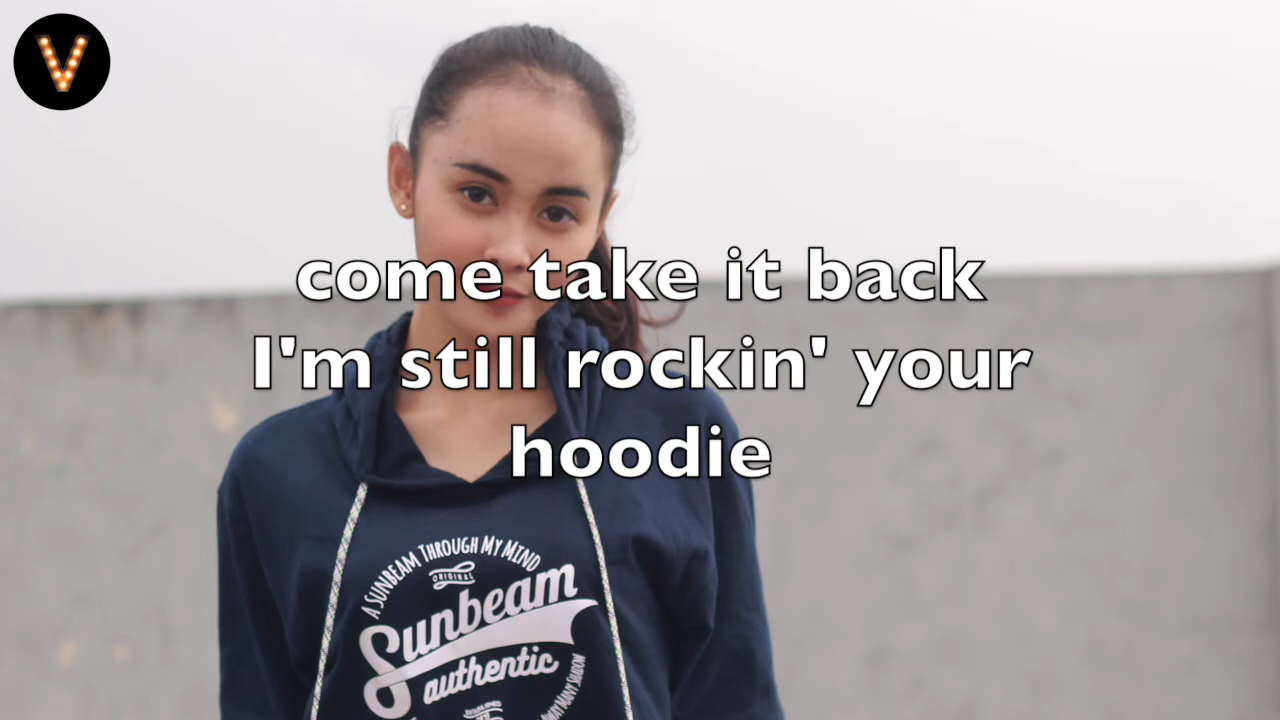 V
come take it back
I'm still rockin' your
hoodie
A SUNBEAM THROUGH MY MIND
ORIGINAL
Sunbeam
authentic